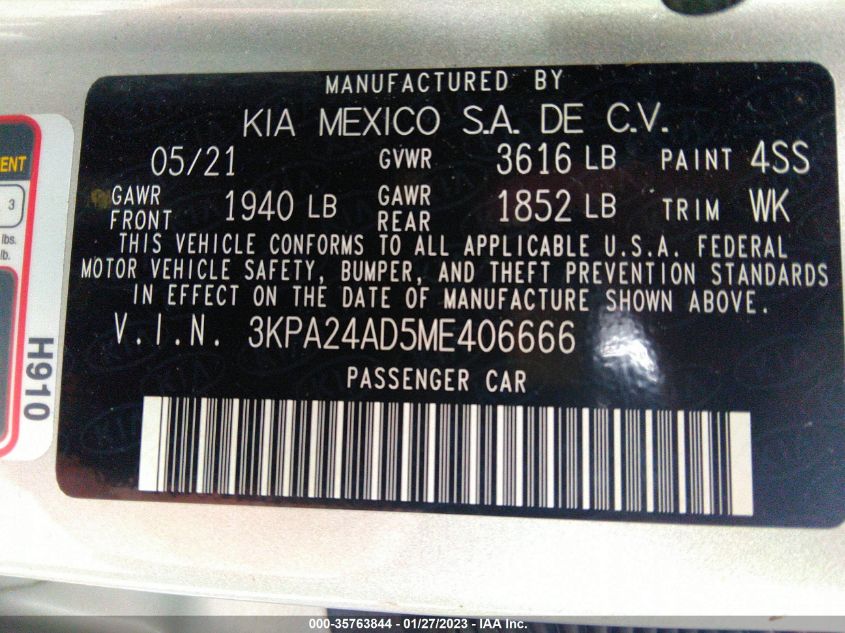 MANUFACTURED BY
KIA MEXICO S.A. DE C.V.
05/21 GVWR 3616 LB PAINT 4SS
GAWR FRONT 1940 LB GAWR REAR 1852 LB TRIM WK
THIS VEHICLE CONFORMS TO ALL APPLICABLE U.S.A. FEDERAL
MOTOR VEHICLE SAFETY, BUMPER, AND THEFT PREVENTION STANDARDS
IN EFFECT ON THE DATE OF MANUFACTURE SHOWN ABOVE.
V.I.N. 3KPA24AD5ME406666
PASSENGER CAR
3
lbs.
lb.
H910
000-35763844 - 01/27/2023 - IAA Inc.